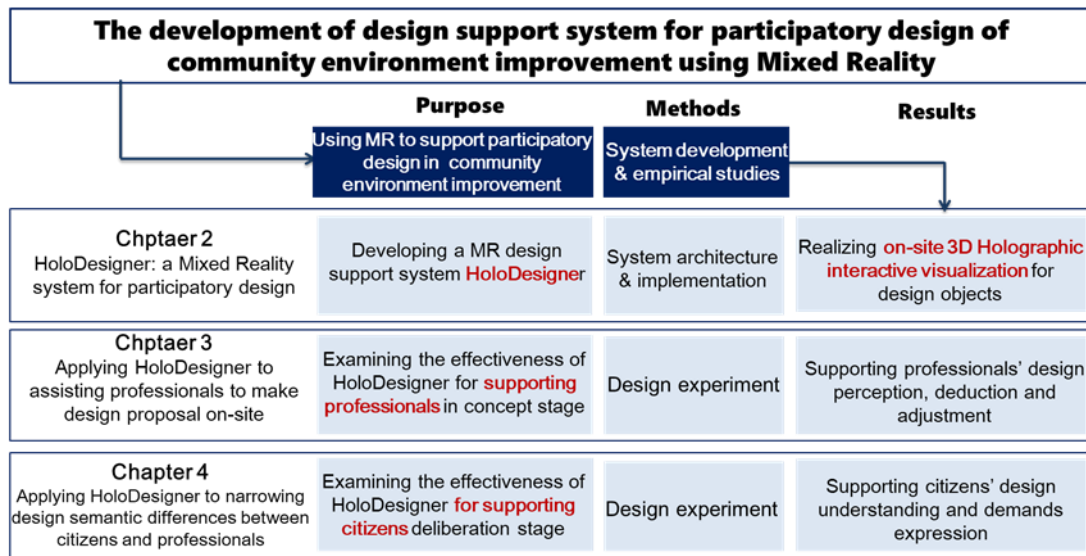 The development of design support system for participatory design of
community environment improvement using Mixed Reality
Purpose
Methods
Results
Using MR to support participatory
design in community
environment improvement
System development
& empirical studies
Chptaer 2
HoloDesigner: a Mixed Reality
system for participatory design
Developing a MR design
support system HoloDesigner
System architecture
& implementation
Realizing on-site 3D Holographic
interactive visualization for
design objects
Chptaer 3
Applying HoloDesigner to
assisting professionals to make
design proposal on-site
Examining the effectiveness of
HoloDesigner for supporting
professionals in concept stage
Design experiment
Supporting professionals' design
perception, deduction and
adjustment
Chapter 4
Applying HoloDesigner to narrowing
design semantic differences between
citizens and professionals
Examining the effectiveness of
HoloDesigner for supporting
citizens deliberation stage
Design experiment
Supporting citizens' design
understanding and demands
expression